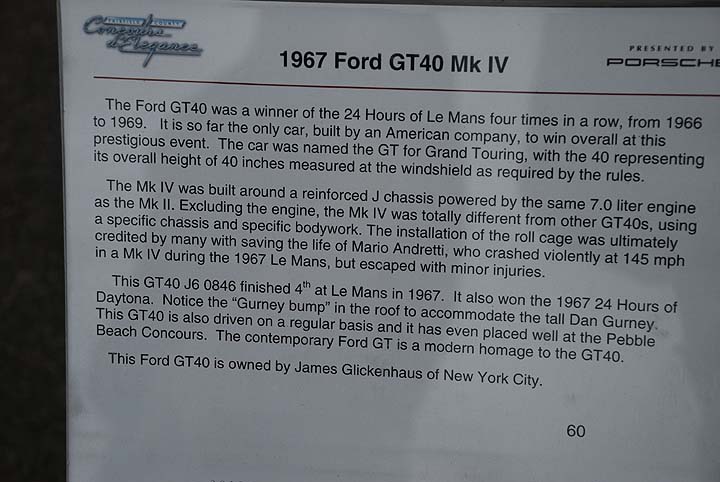 FAIRFIELD COUNTY
Concours
d'Elegance
PRESENTED BY
PORSCHE
1967 Ford GT40 Mk IV
The Ford GT40 was a winner of the 24 Hours of Le Mans four times in a row, from 1966
to 1969. It is so far the only car, built by an American company, to win overall at this
prestigious event. The car was named the GT for Grand Touring, with the 40 representing
its overall height of 40 inches measured at the windshield as required by the rules.
The Mk IV was built around a reinforced J chassis powered by the same 7.0 liter engine
as the Mk II. Excluding the engine, the Mk IV was totally different from other GT40s, using
a specific chassis and specific bodywork. The installation of the roll cage was ultimately
credited by many with saving the life of Mario Andretti, who crashed violently at 145 mph
in a Mk IV during the 1967 Le Mans, but escaped with minor injuries.
This GT40 J6 0846 finished 4th at Le Mans in 1967. It also won the 1967 24 Hours of
Daytona. Notice the “Gurney bump” in the roof to accommodate the tall Dan Gurney.
This GT40 is also driven on a regular basis and it has even placed well at the Pebble
Beach Concours. The contemporary Ford GT is a modern homage to the GT40.
This Ford GT40 is owned by James Glickenhaus of New York City.
60